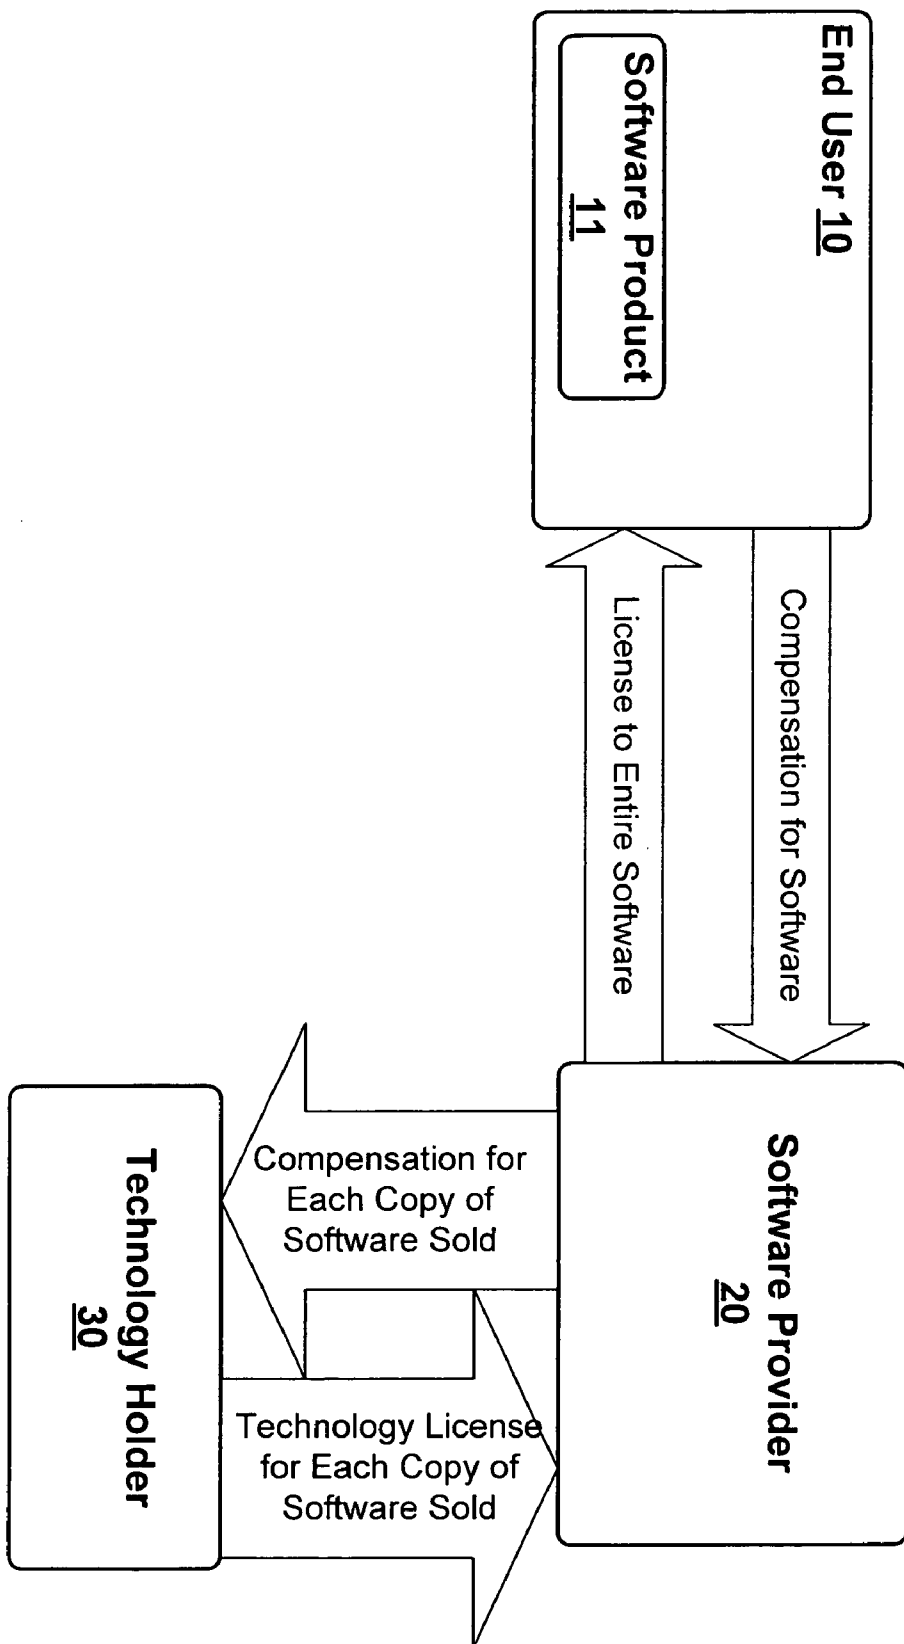 End User 10
Software Product
11
Compensation for Software
License to Entire Software
Software Provider
20
Compensation for
Each Copy of
Software Sold
Technology License
for Each Copy of
Software Sold
Technology Holder
30